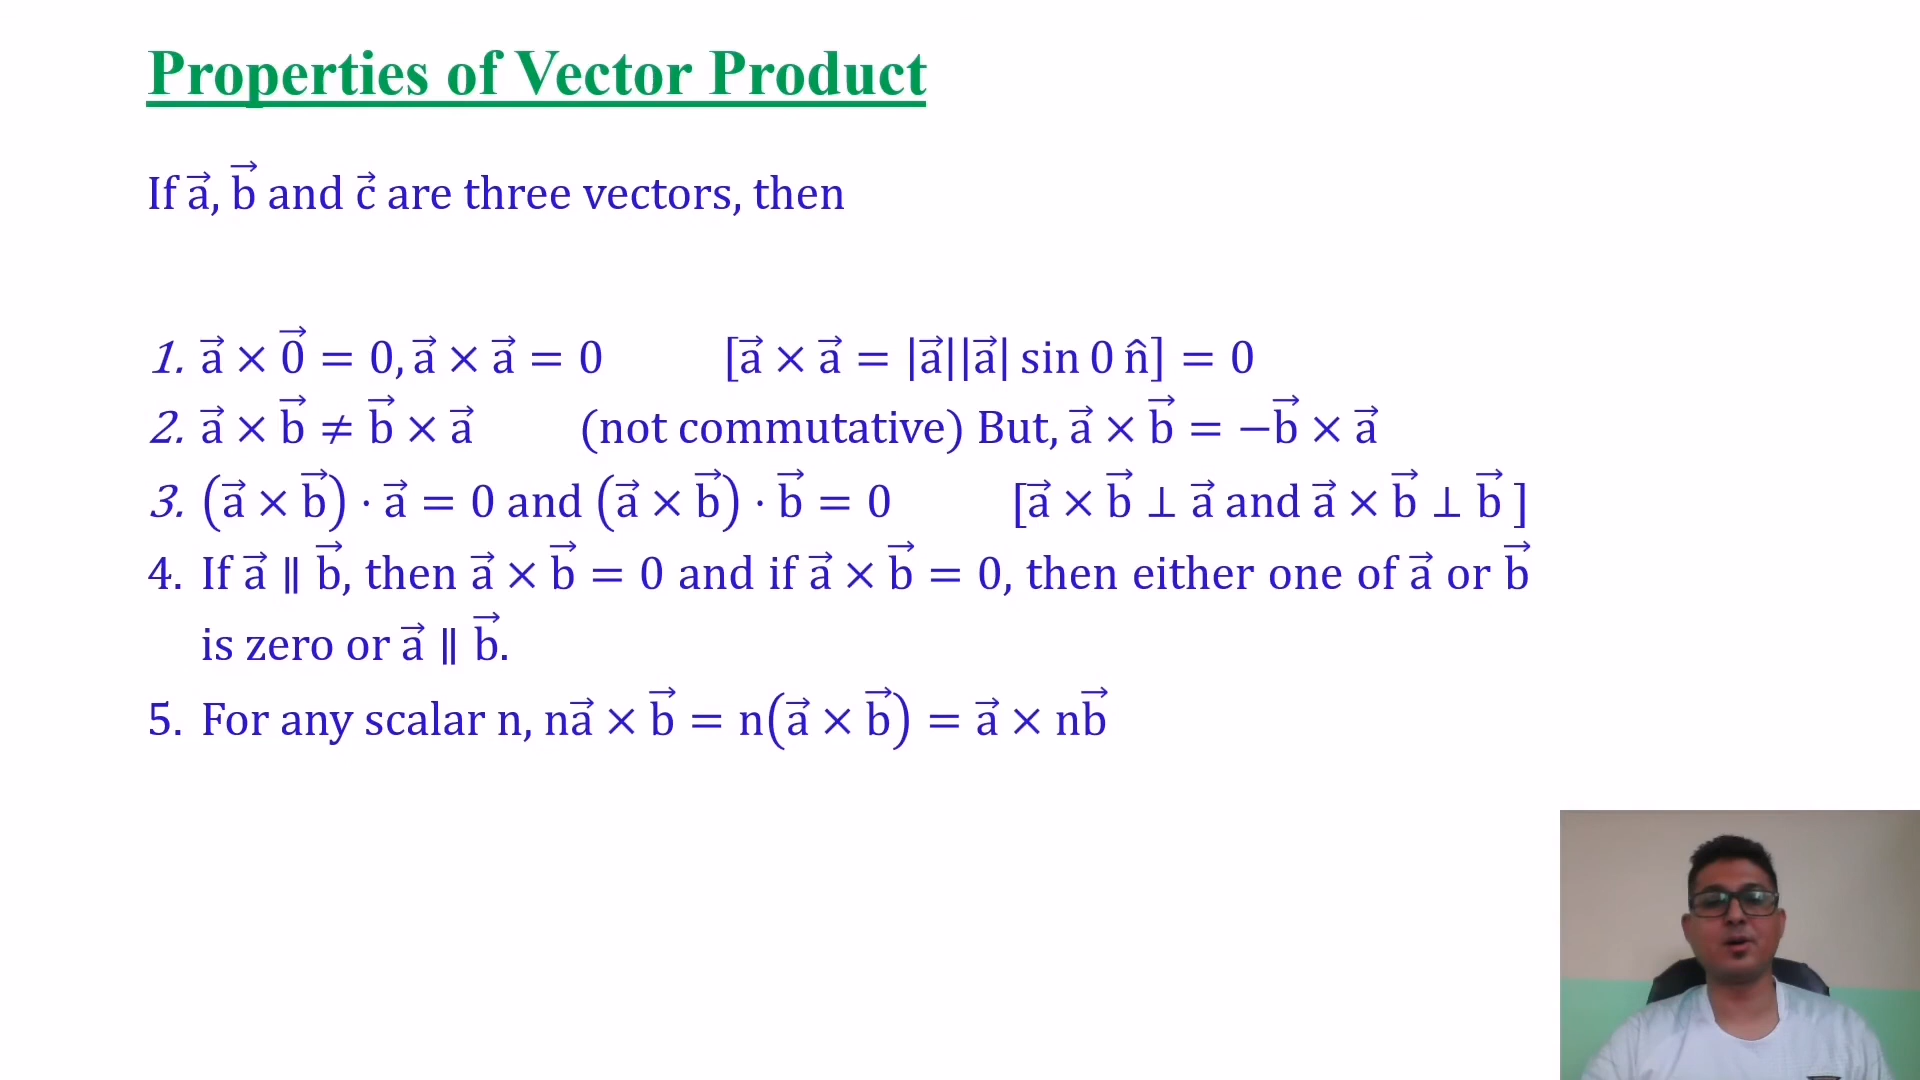 Properties of Vector Product
If a⃗, b⃗ and c⃗ are three vectors, then
1. a⃗ × 0⃗ = 0, a⃗ × a⃗ = 0 [a⃗ × a⃗ = |a⃗||a⃗| sin 0 n̂] = 0
2. a⃗ × b⃗ ≠ b⃗ × a⃗ (not commutative) But, a⃗ × b⃗ = −b⃗ × a⃗
3. (a⃗ × b⃗) · a⃗ = 0 and (a⃗ × b⃗) · b⃗ = 0 [a⃗ × b⃗ ⊥ a⃗ and a⃗ × b⃗ ⊥ b⃗ ]
4. If a⃗ ∥ b⃗, then a⃗ × b⃗ = 0 and if a⃗ × b⃗ = 0, then either one of a⃗ or b⃗
is zero or a⃗ ∥ b⃗.
5. For any scalar n, na⃗ × b⃗ = n(a⃗ × b⃗) = a⃗ × nb⃗